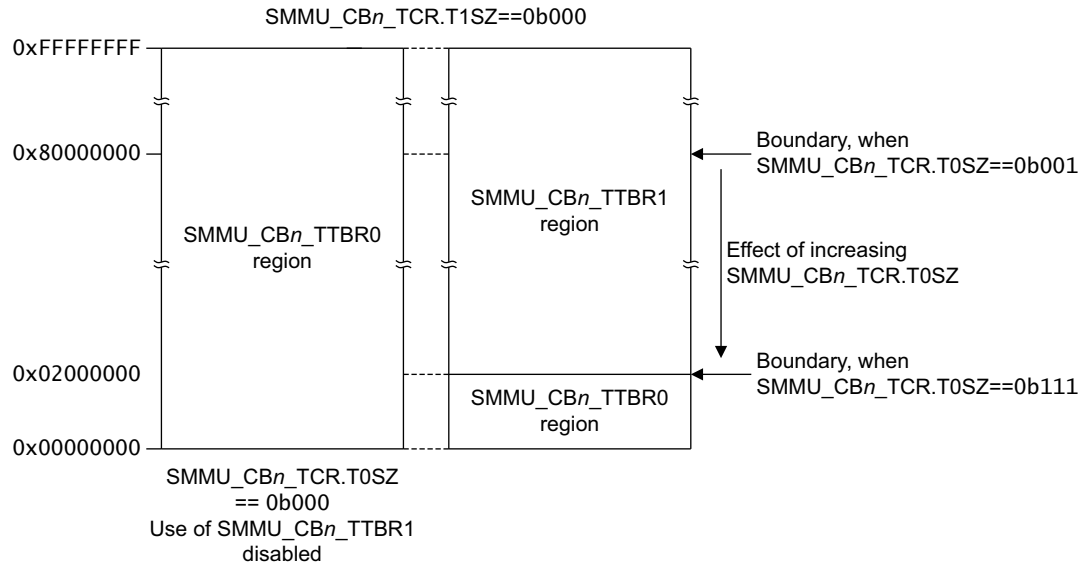 SMMU_CBn_TCR.T1SZ==0b000
0xFFFFFFFF
0x80000000
Boundary, when
SMMU_CBn_TCR.T0SZ==0b001
SMMU_CBn_TTBR0
region
SMMU_CBn_TTBR1
region
Effect of increasing
SMMU_CBn_TCR.T0SZ
0x02000000
Boundary, when
SMMU_CBn_TCR.T0SZ==0b111
SMMU_CBn_TTBR0
region
0x00000000
SMMU_CBn_TCR.T0SZ
== 0b000
Use of SMMU_CBn_TTBR1
disabled